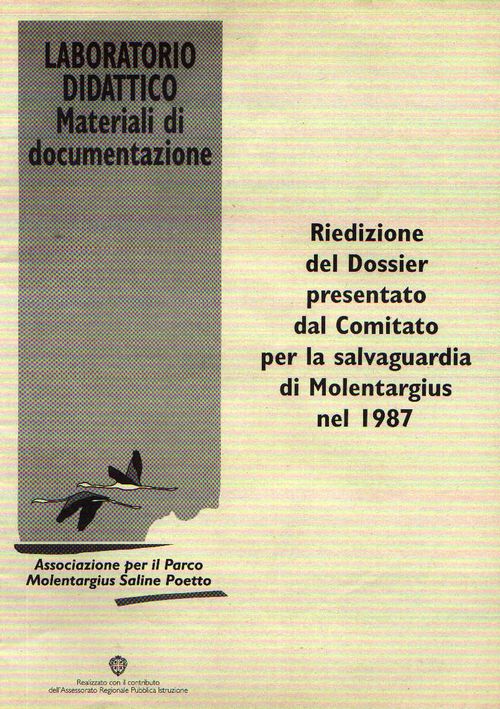 LABORATORIO
DIDATTICO
Materiali di
documentazione
Riedizione
del Dossier
presentato
dal Comitato
per la salvaguardia
di Molentargius
nel 1987
Associazione per il Parco
Molentargius Saline Poetto
Realizzato con il contributo
dell'Assessorato Regionale Pubblica Istruzione